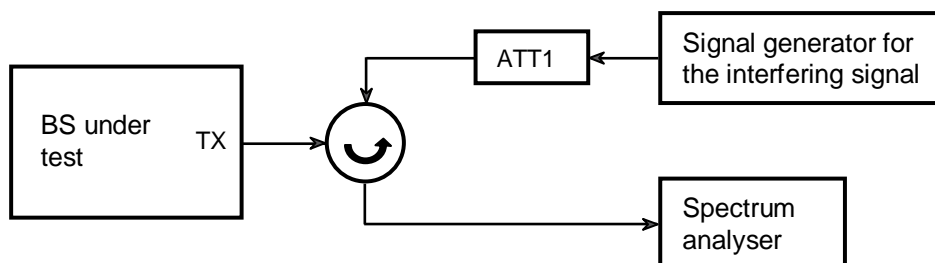 BS under
test
TX
ATT1
Signal generator for
the interfering signal
Spectrum
analyser